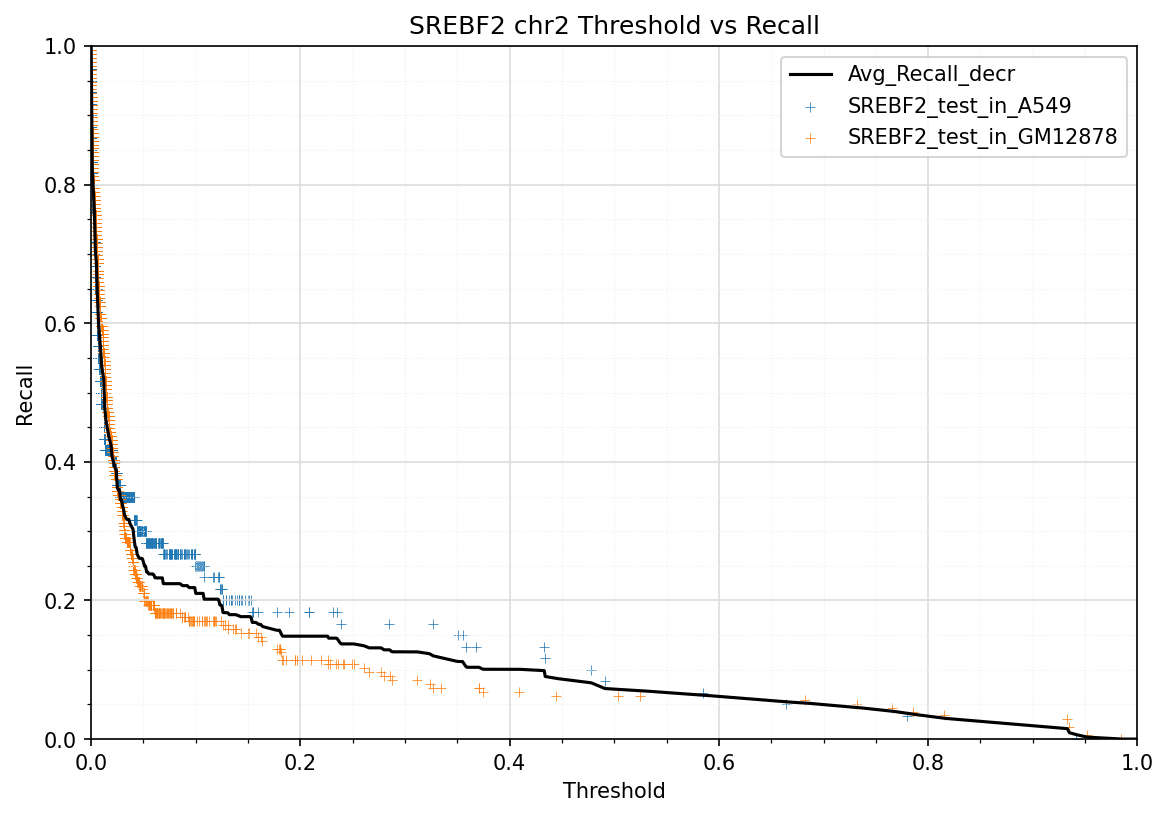 SREBF2 chr2 Threshold vs Recall
1.0
0.8
0.6
0.4
0.2
0.0
Recall
Avg_Recall_decr
SREBF2_test_in_A549
SREBF2_test_in_GM12878
0.0 0.2 0.4 0.6 0.8 1.0
Threshold